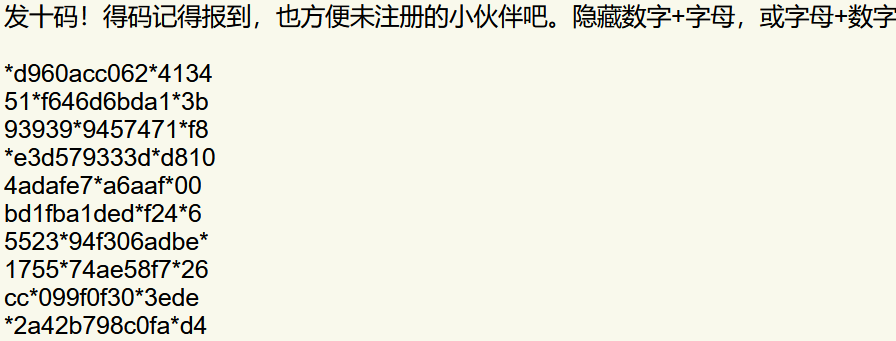 发十码！得码记得报到，也方便未注册的小伙伴吧。隐藏数字+字母，或字母+数字
*d960acc062*4134
51*f646d6bda1*3b
93939*9457471*f8
*e3d579333d*d810
4adafe7*a6aaf*00
bd1fba1ded*f24*6
5523*94f306adbe*
1755*74ae58f7*26
cc*099f0f30*3ede
*2a42b798c0fa*d4